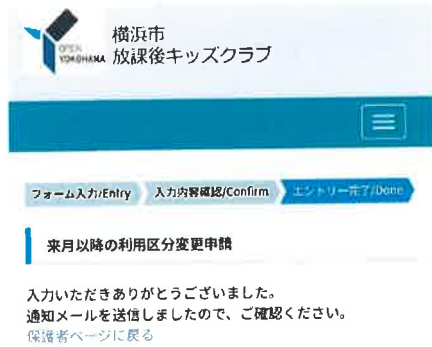 横浜市
OPEN
YOKOHAMA 放課後キッズクラブ
フォーム入力/Entry 入力内容確認/Confirm エントリー完了/Done
来月以降の利用区分変更申請
入力いただきありがとうございました。
通知メールを送信しましたので、ご確認ください。
保護者ページに戻る